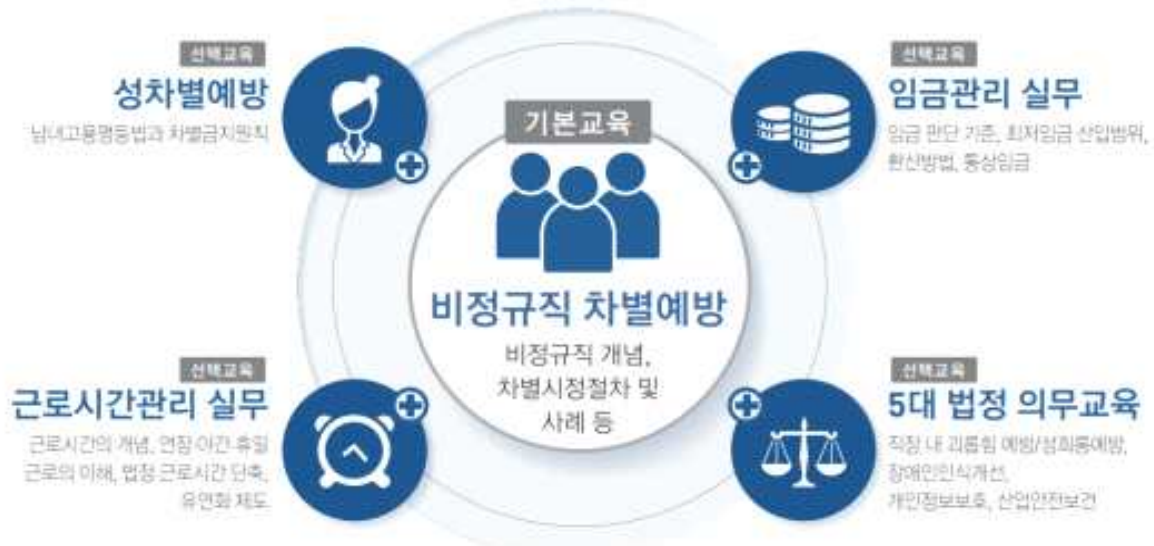 선택교육
성차별예방
남녀고용평등법과 차별금지원칙
선택교육
임금관리 실무
임금 판단 기준, 최저임금 산입범위,
환산방법, 통상임금
기본교육
비정규직 차별예방
비정규직 개념,
차별시정절차 및
사례 등
선택교육
근로시간관리 실무
근로시간의 개념, 연장·야간·휴일
근로의 이해, 법정 근로시간 단축,
유연화 제도
선택교육
5대 법정 의무교육
직장 내 괴롭힘 예방/성희롱예방,
장애인인식개선,
개인정보보호, 산업안전보건